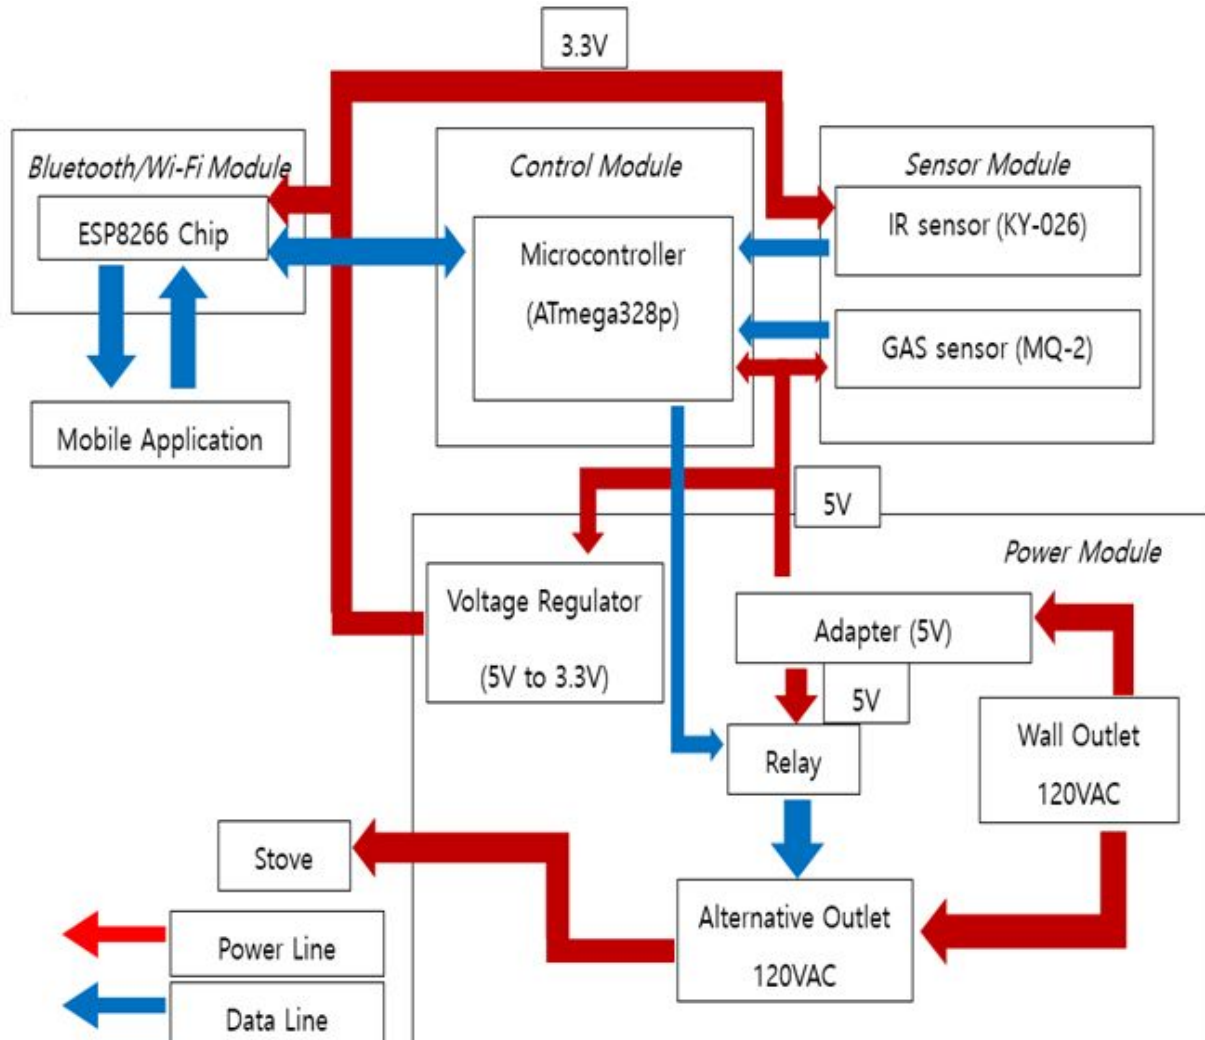 3.3V
Bluetooth/Wi-Fi Module
ESP8266 Chip
Mobile Application
Control Module
Microcontroller
(ATmega328p)
Sensor Module
IR sensor (KY-026)
GAS sensor (MQ-2)
5V
Power Module
Voltage Regulator
(5V to 3.3V)
Adapter (5V)
5V
Relay
Wall Outlet
120VAC
Stove
Alternative Outlet
120VAC
Power Line
Data Line